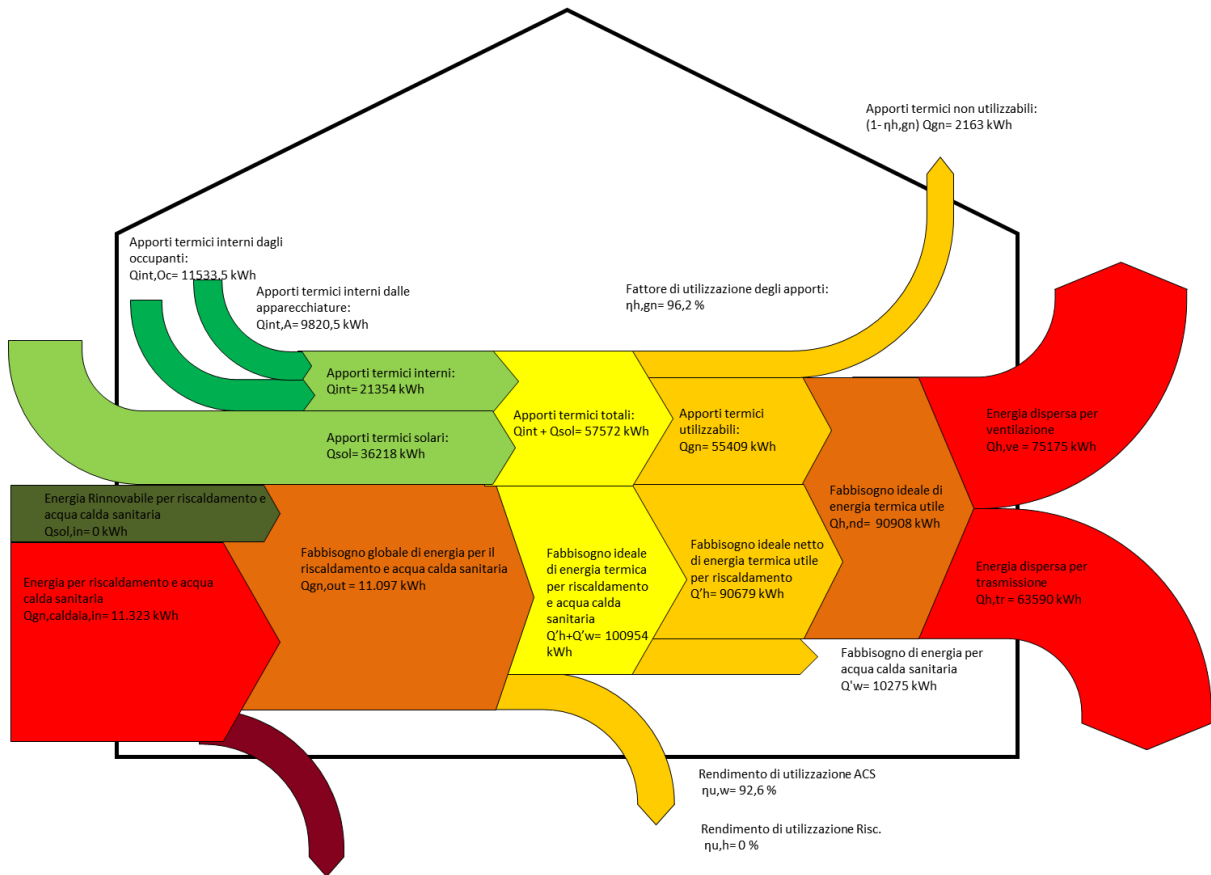 Apporti termici non utilizzabili:
(1- ηh,gn) Qgn= 2163 kWh
Apporti termici interni dagli
occupanti:
Qint,Oc= 11533,5 kWh
Apporti termici interni dalle
apparecchiature:
Qint,A= 9820,5 kWh
Fattore di utilizzazione degli apporti:
ηh,gn= 96,2 %
Apporti termici interni:
Qint= 21354 kWh
Apporti termici solari:
Qsol= 36218 kWh
Apporti termici totali:
Qint + Qsol= 57572 kWh
Apporti termici
utilizzabili:
Qgn= 55409 kWh
Energia dispersa per
ventilazione
Qh,ve = 75175 kWh
Energia Rinnovabile per riscaldamento e
acqua calda sanitaria
Qsol,in= 0 kWh
Fabbisogno ideale di
energia termica utile
Qh,nd= 90908 kWh
Energia per riscaldamento e acqua
calda sanitaria
Qgn,caldaia,in= 11.323 kWh
Fabbisogno globale di energia per il
riscaldamento e acqua calda sanitaria
Qgn,out = 11.097 kWh
Fabbisogno ideale
di energia termica
per riscaldamento
e acqua calda
sanitaria
Q’h+Q’w= 100954
kWh
Fabbisogno ideale netto
di energia termica utile
per riscaldamento
Q’h= 90679 kWh
Energia dispersa per
trasmissione
Qh,tr = 63590 kWh
Fabbisogno di energia per
acqua calda sanitaria
Q'w= 10275 kWh
Rendimento di utilizzazione ACS
ηu,w= 92,6 %
Rendimento di utilizzazione Risc.
ηu,h= 0 %